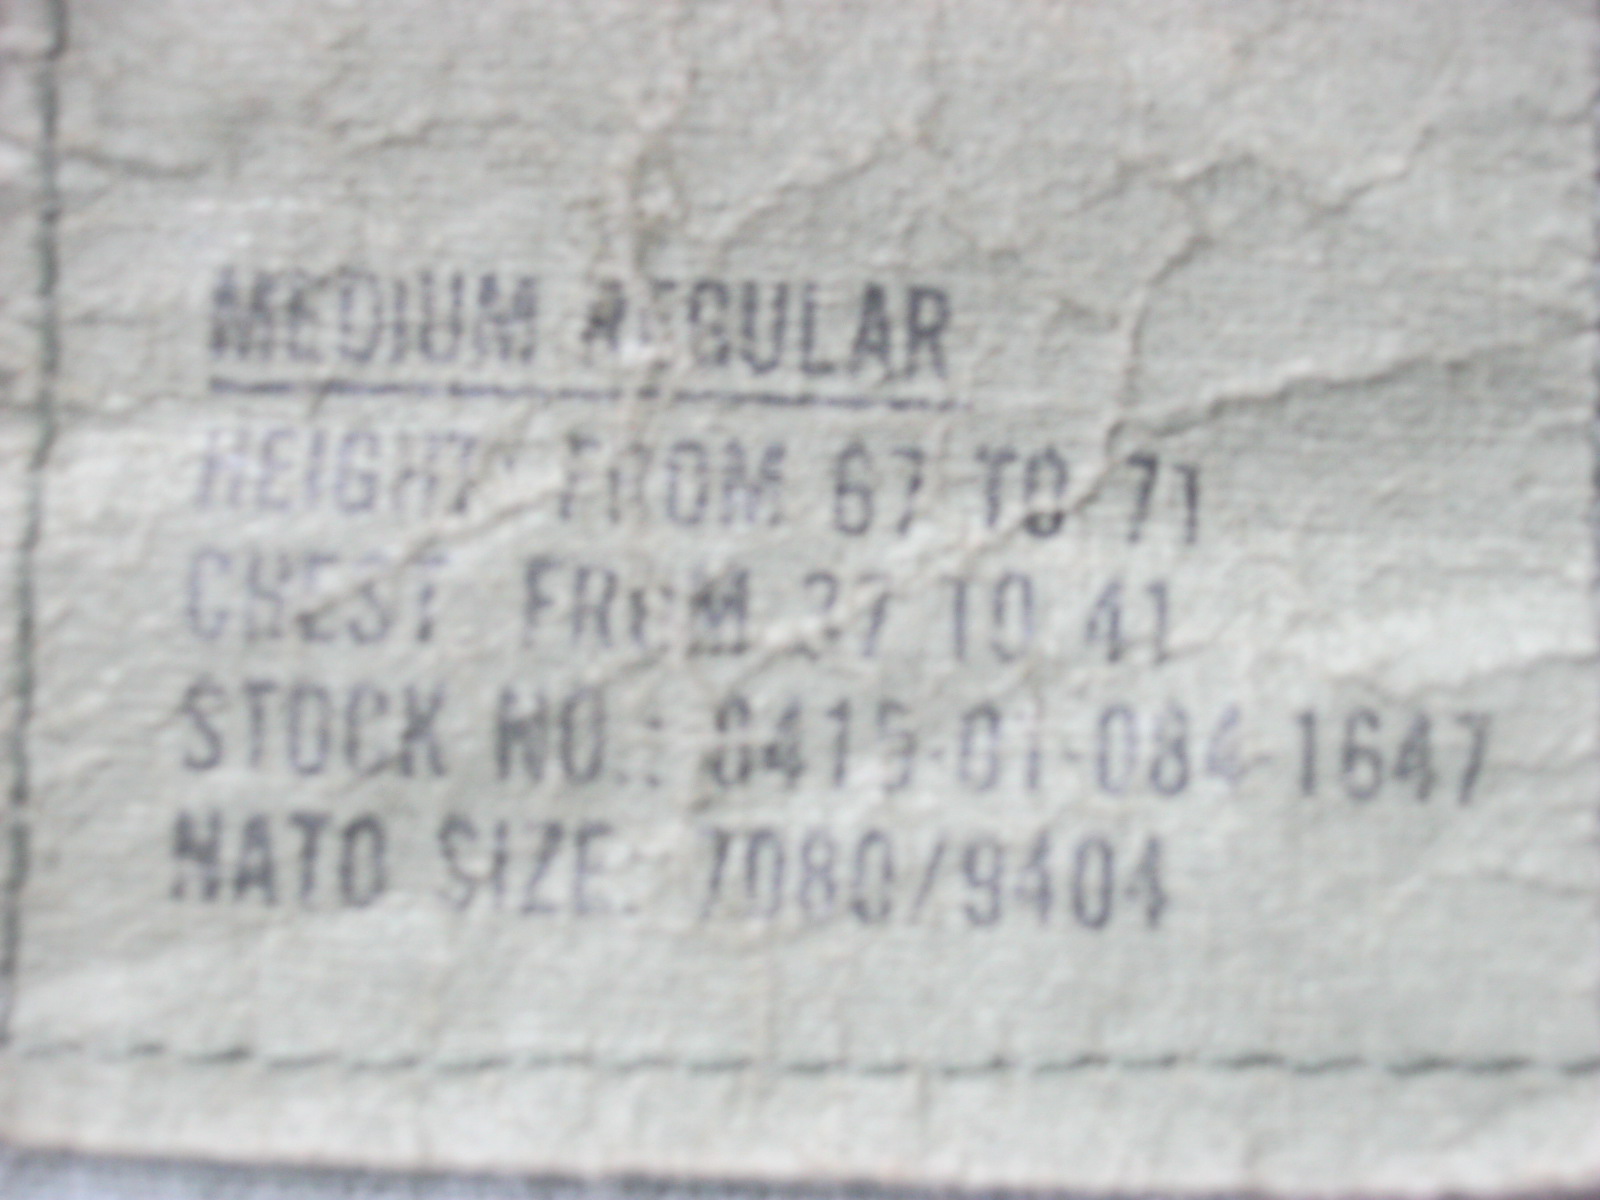 MEDIUM REGULAR
HEIGHT: FROM 67 TO 71
CHEST FROM 37 TO 41
STOCK NO.: 8415-01-084-1647
NATO SIZE: 7080/9404